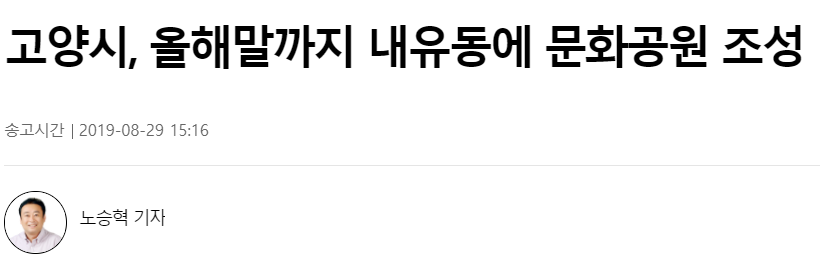 고양시, 올해말까지 내유동에 문화공원 조성
송고시간 | 2019-08-29 15:16
노승혁 기자